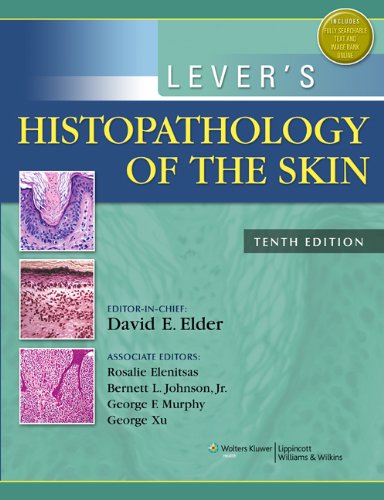 INCLUDES
FULLY SEARCHABLE
TEXT AND
IMAGE BANK
ONLINE
LEVER'S
HISTOPATHOLOGY
OF THE SKIN
TENTH EDITION
EDITOR-IN-CHIEF:
David E. Elder
ASSOCIATE EDITORS:
Rosalie Elenitsas
Bernett L. Johnson, Jr.
George F. Murphy
George Xu
Wolters Kluwer
Health
Lippincott
Williams & Wilkins